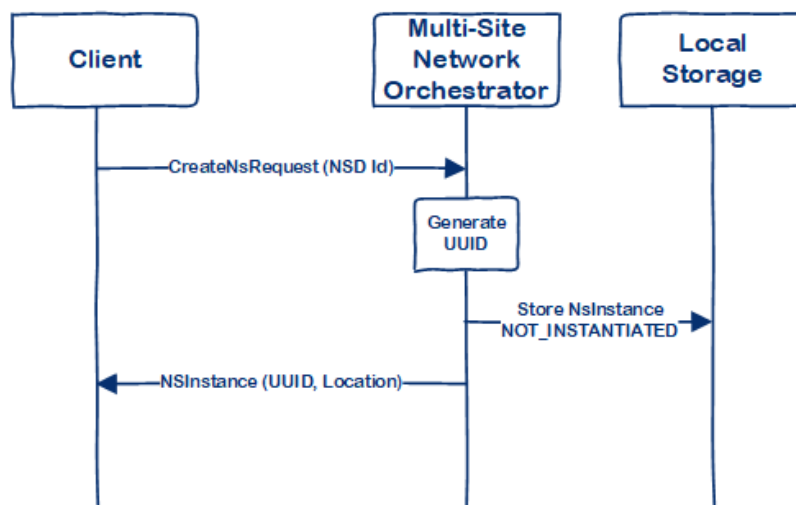 Client
Multi-Site
Network
Orchestrator
Local
Storage
CreateNsRequest (NSD Id)
Generate
UUID
Store NsInstance
NOT_INSTANTIATED
NSInstance (UUID, Location)